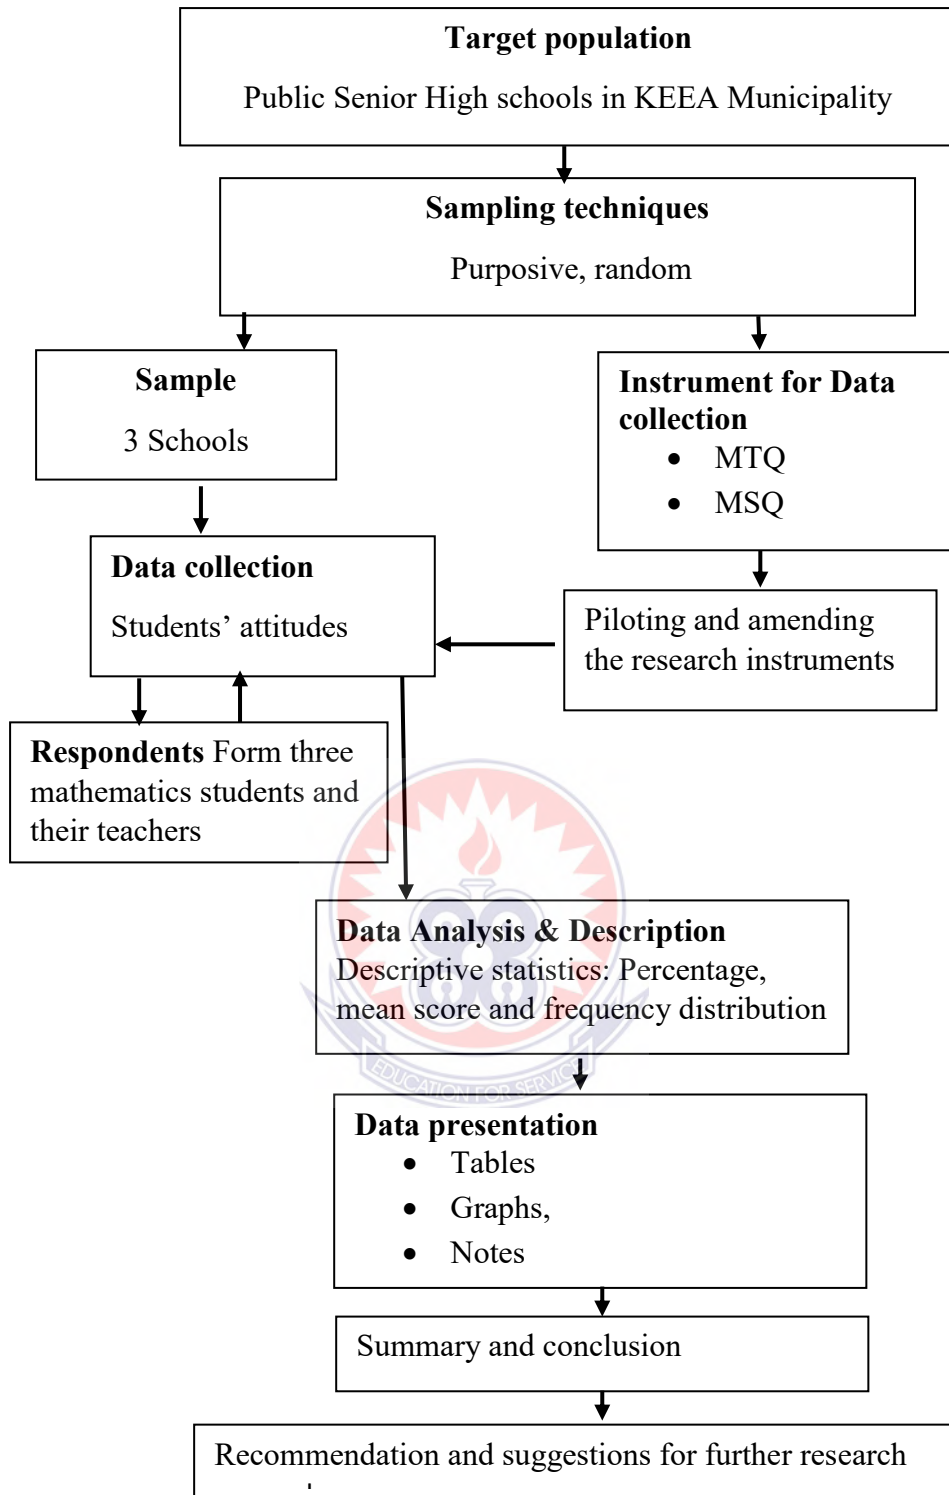 Target population
Public Senior High schools in KEEA Municipality
Sampling techniques
Purposive, random
Sample
3 Schools
Instrument for Data
collection
• MTQ
• MSQ
Data collection
Students’ attitudes
Piloting and amending
the research instruments
Respondents Form three
mathematics students and
their teachers
Data Analysis & Description
Descriptive statistics: Percentage,
mean score and frequency distribution
EDUCATION FOR SERVICE
Data presentation
• Tables
• Graphs,
• Notes
Summary and conclusion
Recommendation and suggestions for further research